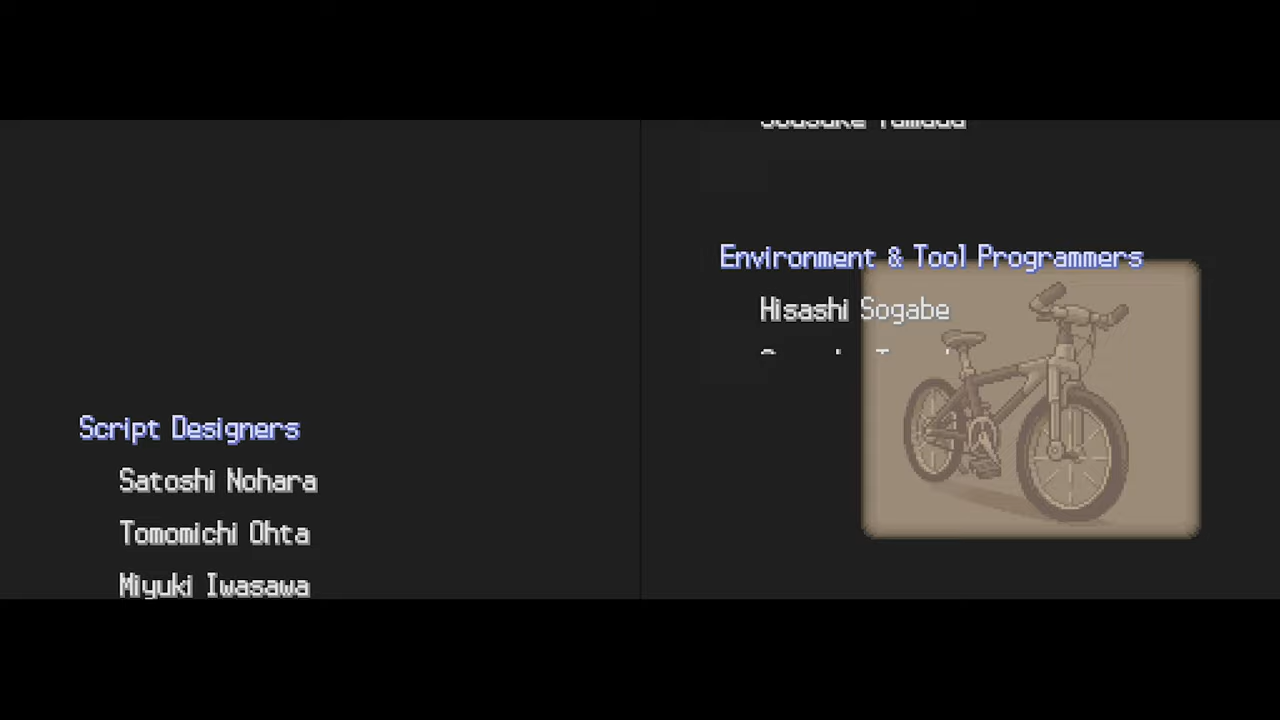 Script Designers
Satoshi Nohara
Tomomichi Ohta
Miyuki Iwasawa
Environment & Tool Programmers
Hisashi Sogabe